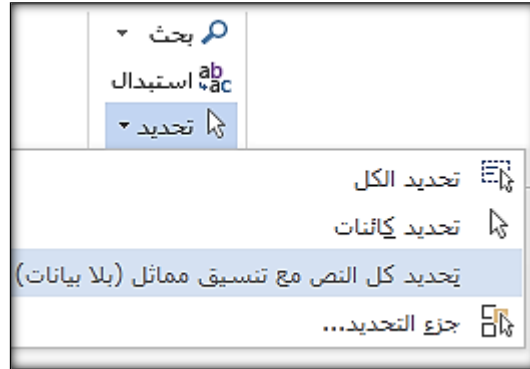 بحث
استبدال
تحديد
تحديد الكل
تحديد كائنات
تحديد كل النص مع تنسيق مماثل (بلا بيانات)
جزء التحديد...